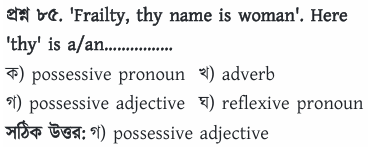 প্রশ্ন ৮৫. 'Frailty, thy name is woman'. Here
'thy' is a/an................
ক) possessive pronoun খ) adverb
গ) possessive adjective ঘ) reflexive pronoun
সঠিক উত্তর: গ) possessive adjective